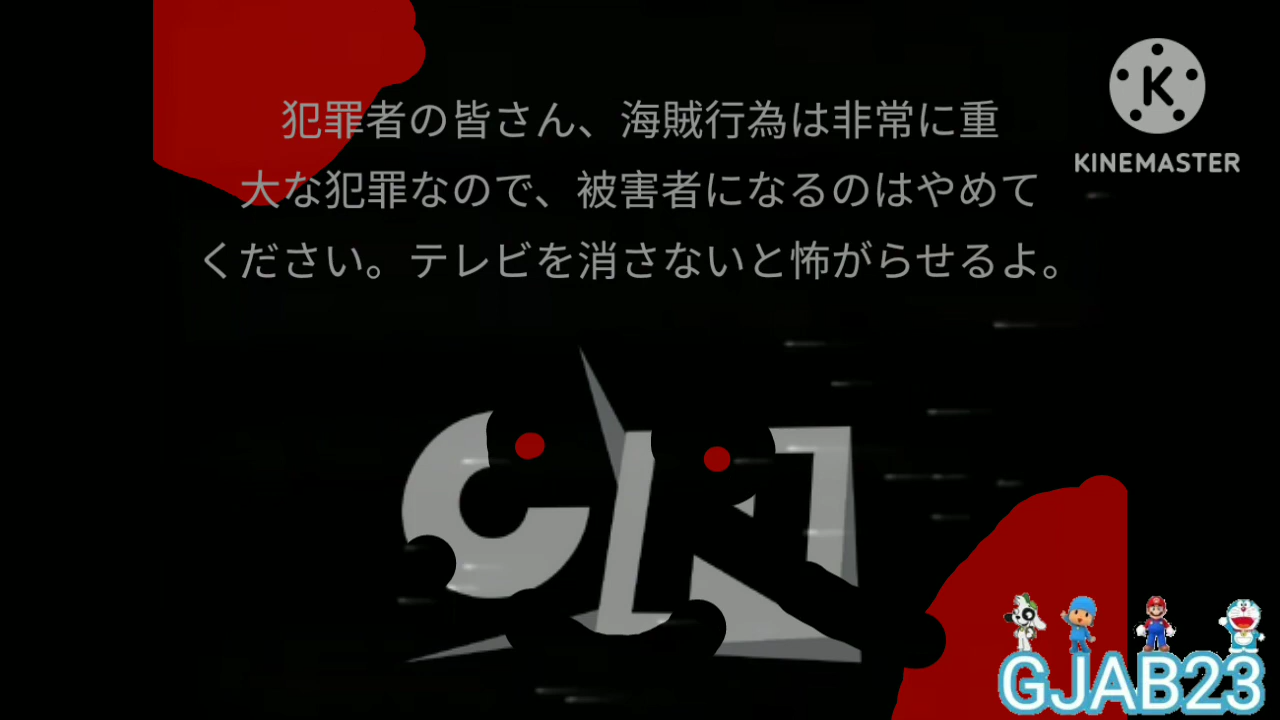 犯罪者の皆さん、海賊行為は非常に重
大な犯罪なので、被害者になるのはやめて
ください。テレビを消さないと怖がらせるよ。
KINEMASTER
CN
GJAB23